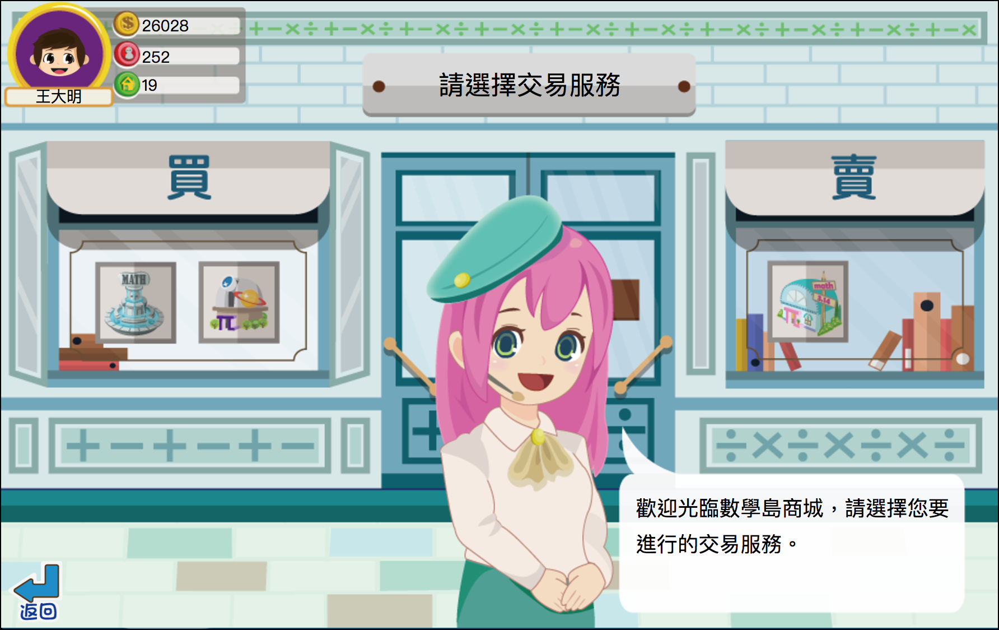 26028
252
19
王大明
請選擇交易服務
買
賣
MATH
math
3.14
歡迎光臨數學島商城，請選擇您要
進行的交易服務。
返回